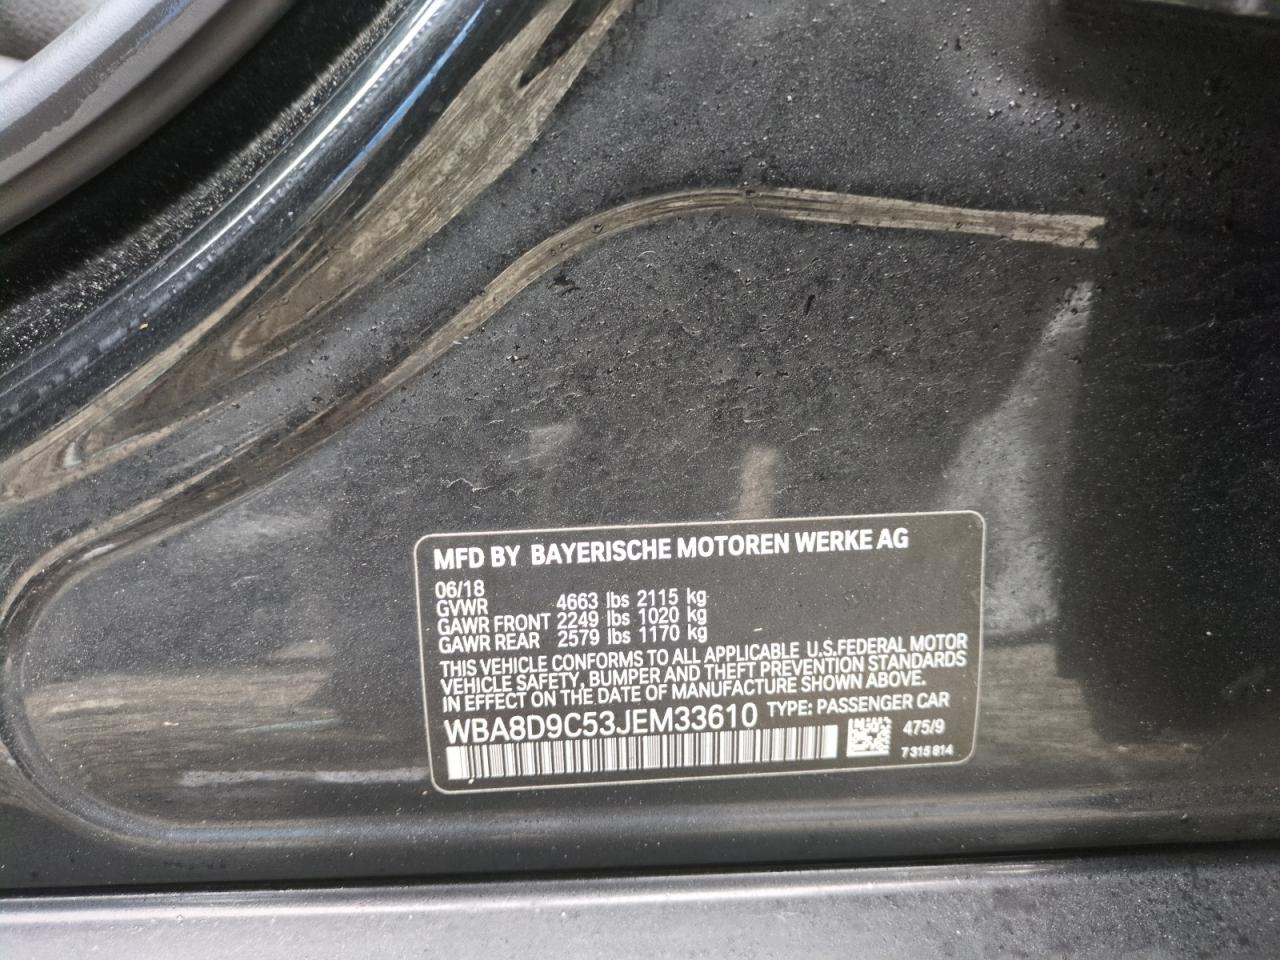 MFD BY BAYERISCHE MOTOREN WERKE AG
06/18
GVWR 4663 lbs 2115 kg
GAWR FRONT 2249 lbs 1020 kg
GAWR REAR 2579 lbs 1170 kg
THIS VEHICLE CONFORMS TO ALL APPLICABLE U.S.FEDERAL MOTOR
VEHICLE SAFETY, BUMPER AND THEFT PREVENTION STANDARDS
IN EFFECT ON THE DATE OF MANUFACTURE SHOWN ABOVE.
WBA8D9C53JEM33610 TYPE: PASSENGER CAR
475/9
7 315 814